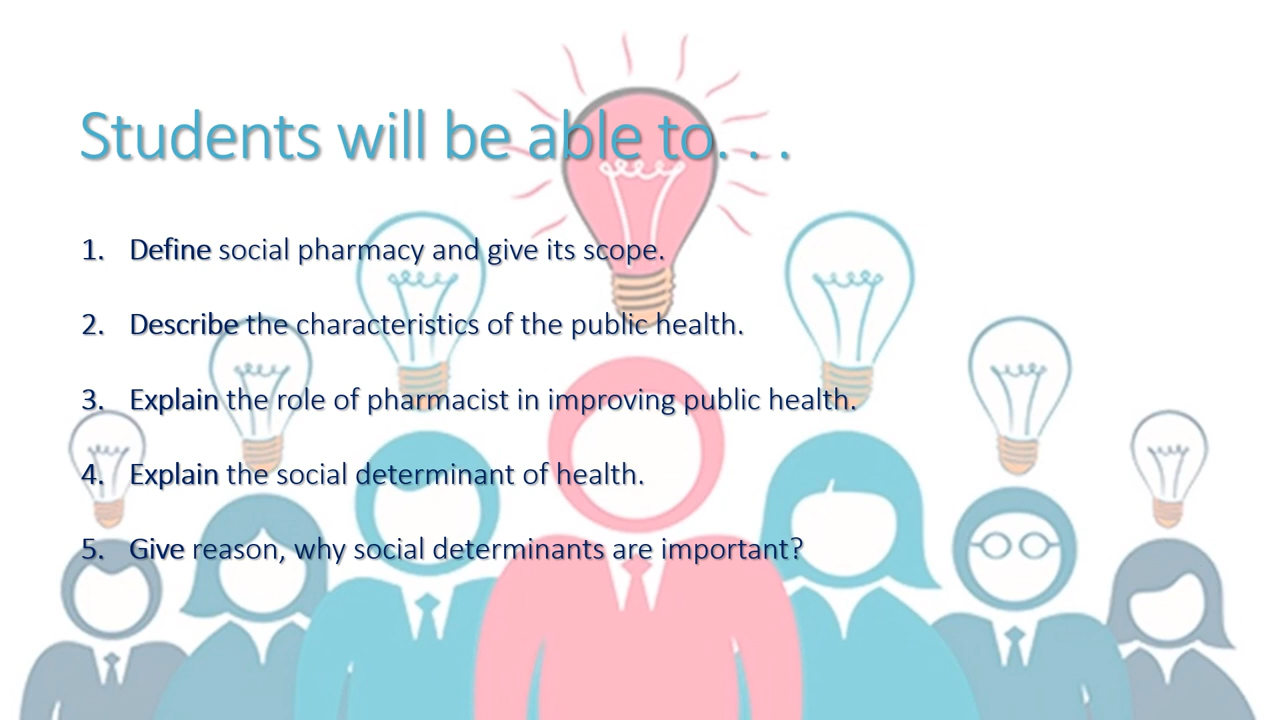 Students will be able to. . .
1. Define social pharmacy and give its scope.
2. Describe the characteristics of the public health.
3. Explain the role of pharmacist in improving public health.
4. Explain the social determinant of health.
5. Give reason, why social determinants are important?